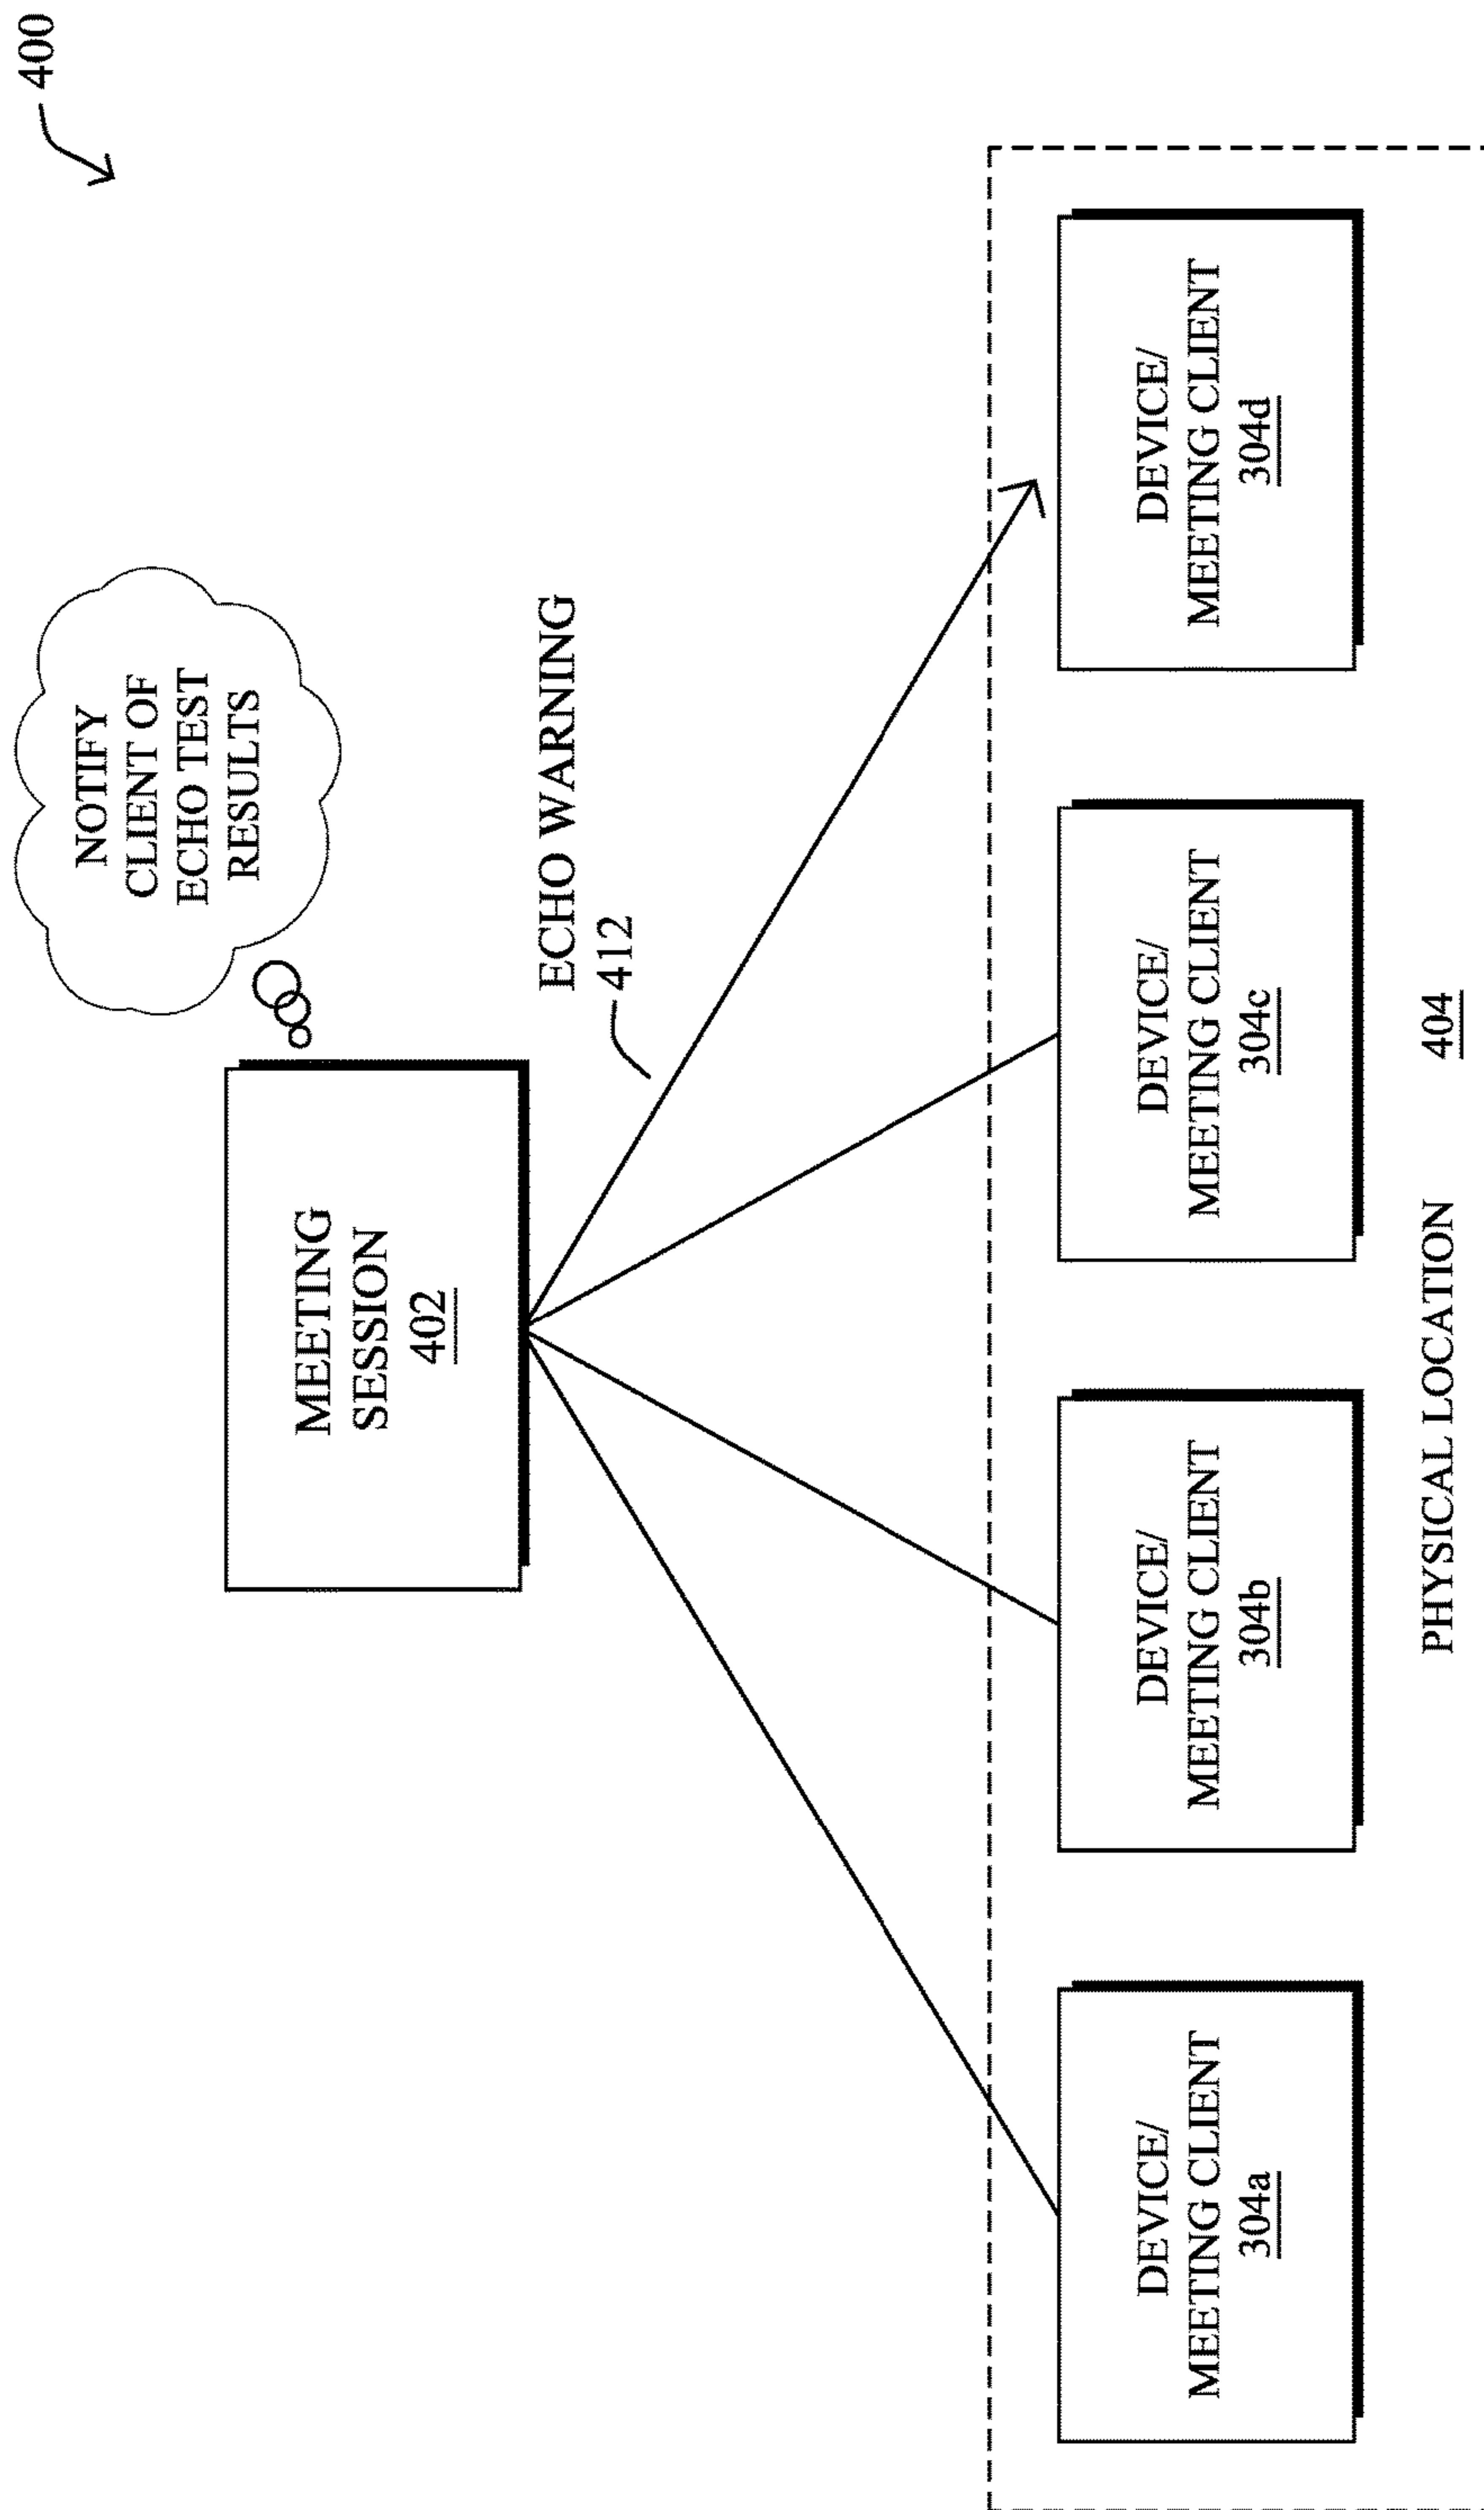 400
NOTIFY
CLIENT OF
ECHO TEST
RESULTS
MEETING
SESSION
402
ECHO WARNING
412
DEVICE/
MEETING CLIENT
304a
DEVICE/
MEETING CLIENT
304b
DEVICE/
MEETING CLIENT
304c
DEVICE/
MEETING CLIENT
304d
PHYSICAL LOCATION 404